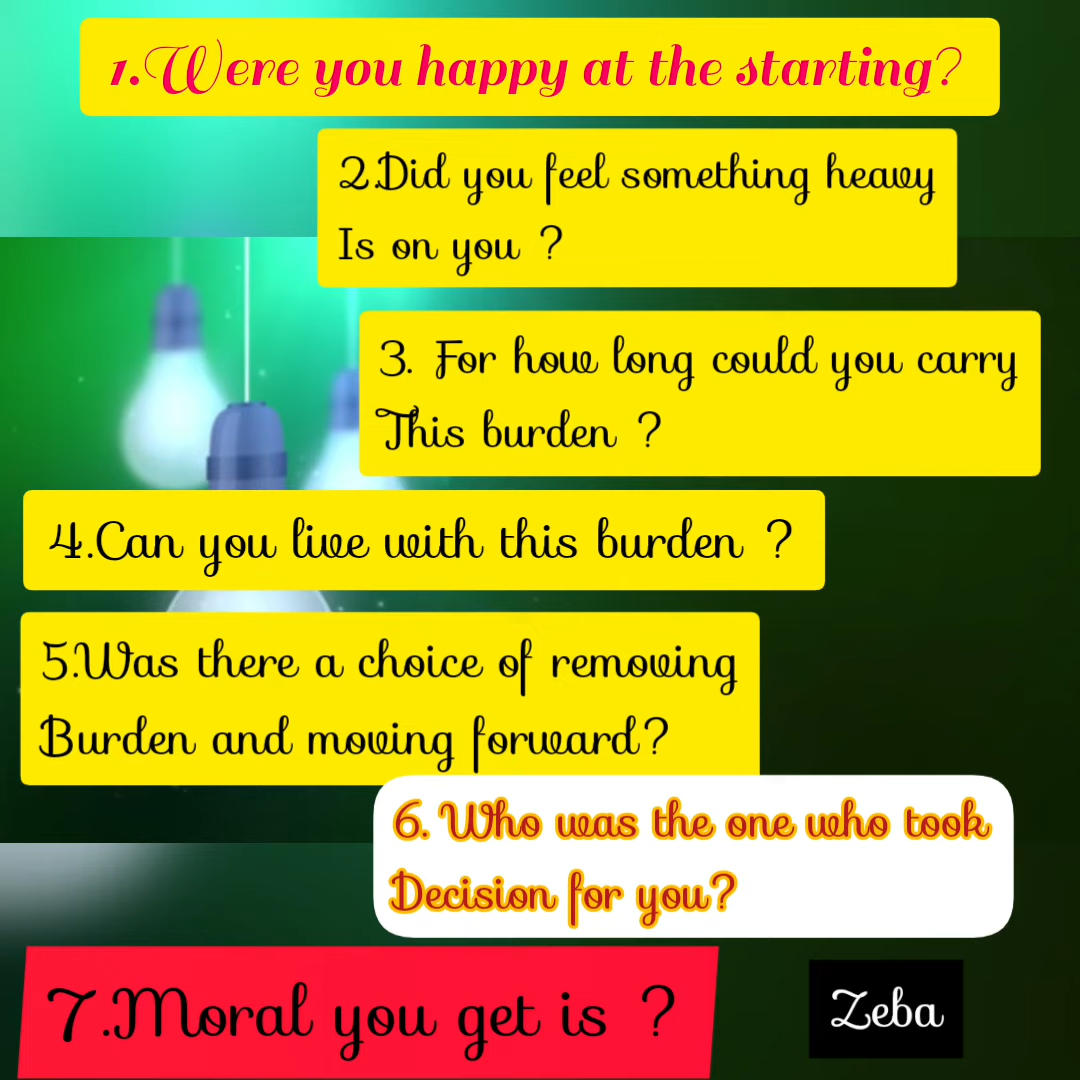 1.Were you happy at the starting?
2.Did you feel something heavy
Is on you ?
3. For how long could you carry
This burden ?
4.Can you live with this burden ?
5.Was there a choice of removing
Burden and moving forward?
6. Who was the one who took
Decision for you?
7.Moral you get is ?
Zeba